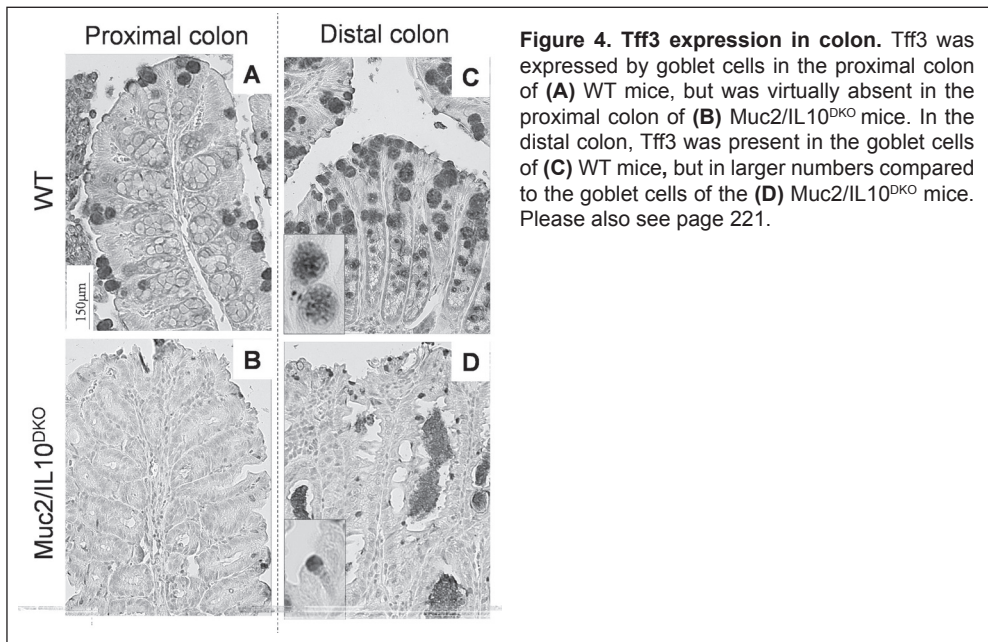 Proximal colon
Distal colon
WT
Muc2/IL10DKO
A
C
B
D
150µm
Figure 4. Tff3 expression in colon. Tff3 was
expressed by goblet cells in the proximal colon
of (A) WT mice, but was virtually absent in the
proximal colon of (B) Muc2/IL10DKO mice. In the
distal colon, Tff3 was present in the goblet cells
of (C) WT mice, but in larger numbers compared
to the goblet cells of the (D) Muc2/IL10DKO mice.
Please also see page 221.